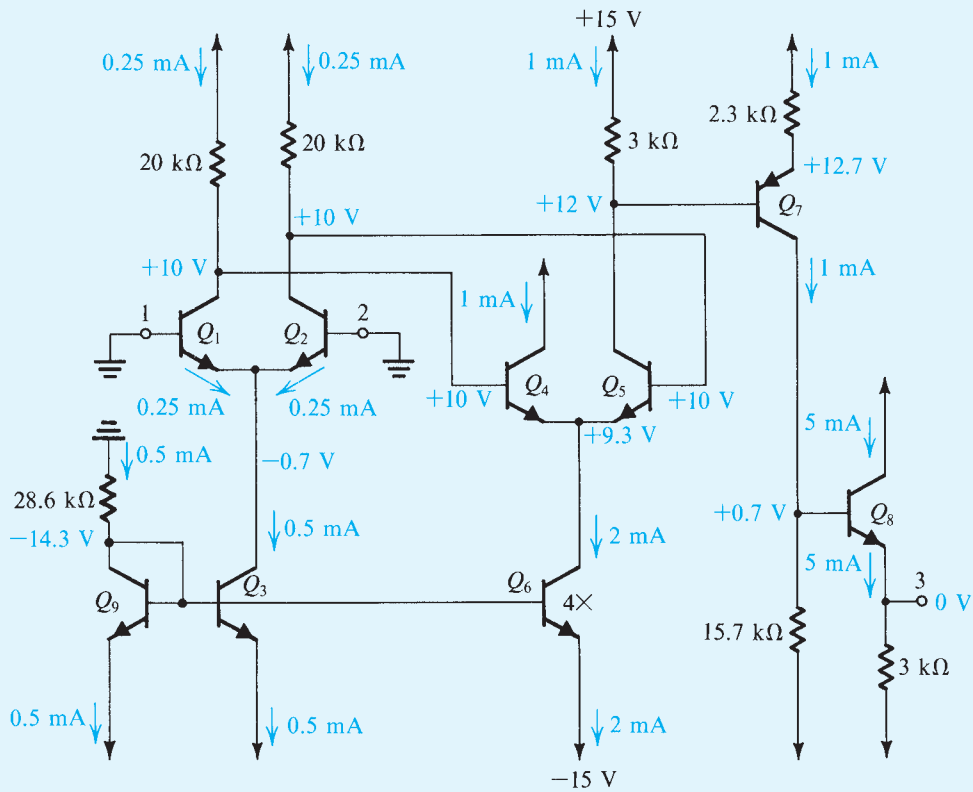 +15 V
0.25 mA
0.25 mA
1 mA
1 mA
20 kΩ
20 kΩ
3 kΩ
2.3 kΩ
+12.7 V
+12 V
Q7
+10 V
+10 V
1 mA
1 mA
1
Q1
Q2
2
Q4
Q5
+10 V
+10 V
0.25 mA
0.25 mA
+9.3 V
5 mA
0.5 mA
−0.7 V
28.6 kΩ
−14.3 V
0.5 mA
2 mA
+0.7 V
Q8
5 mA
Q9
Q3
Q6
4×
3
0 V
15.7 kΩ
3 kΩ
0.5 mA
0.5 mA
2 mA
−15 V